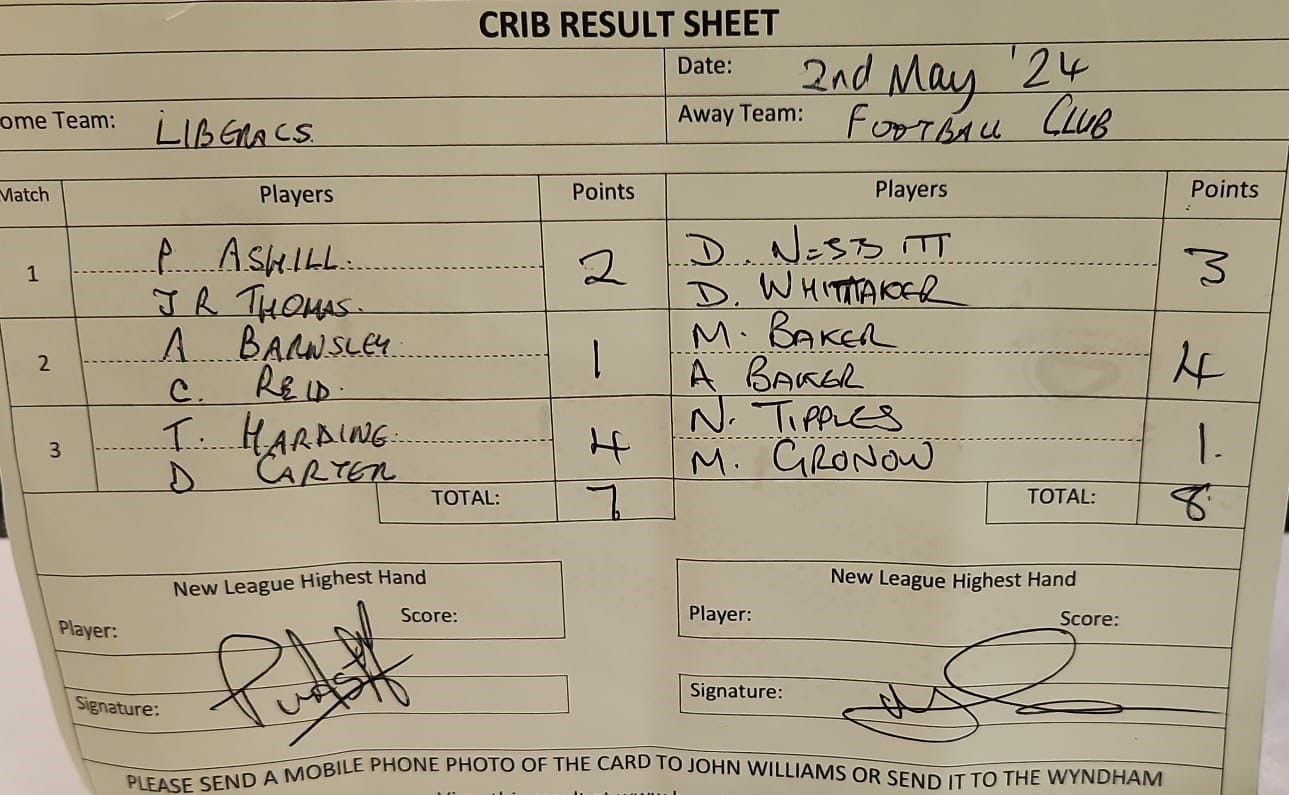 CRIB RESULT SHEET
Date: 2nd May '24
ome Team: LIBERALS. Away Team: FOOTBALL CLUB
Match Players Points Players Points
P ASHILL. D. NESBITT
1 2 3
J R THOMAS. D. WHITTAKER
A BARNSLEY M. BAKER
2 1 4
C. REID. A BAKER
T. HARDING N. TIPPLES
3 4 1.
D CARTER M. GRONOW
TOTAL: 7 TOTAL: 8
New League Highest Hand New League Highest Hand
Player: Score: Player: Score:
Signature: Signature:
PLEASE SEND A MOBILE PHONE PHOTO OF THE CARD TO JOHN WILLIAMS OR SEND IT TO THE WYNDHAM